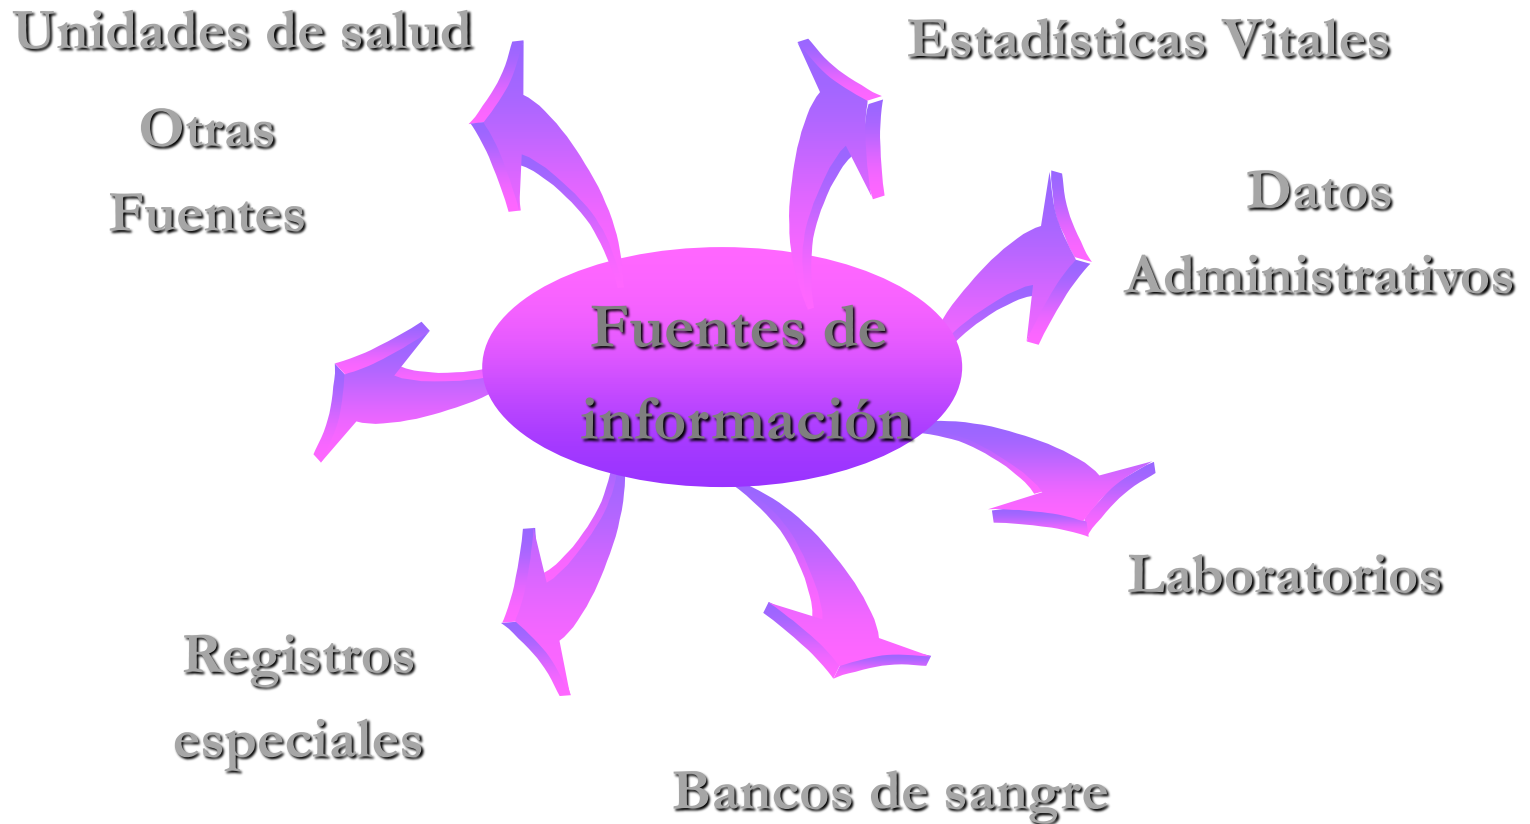 Unidades de salud
Otras
Fuentes
Estadísticas Vitales
Datos
Administrativos
Fuentes de
información
Laboratorios
Registros
especiales
Bancos de sangre